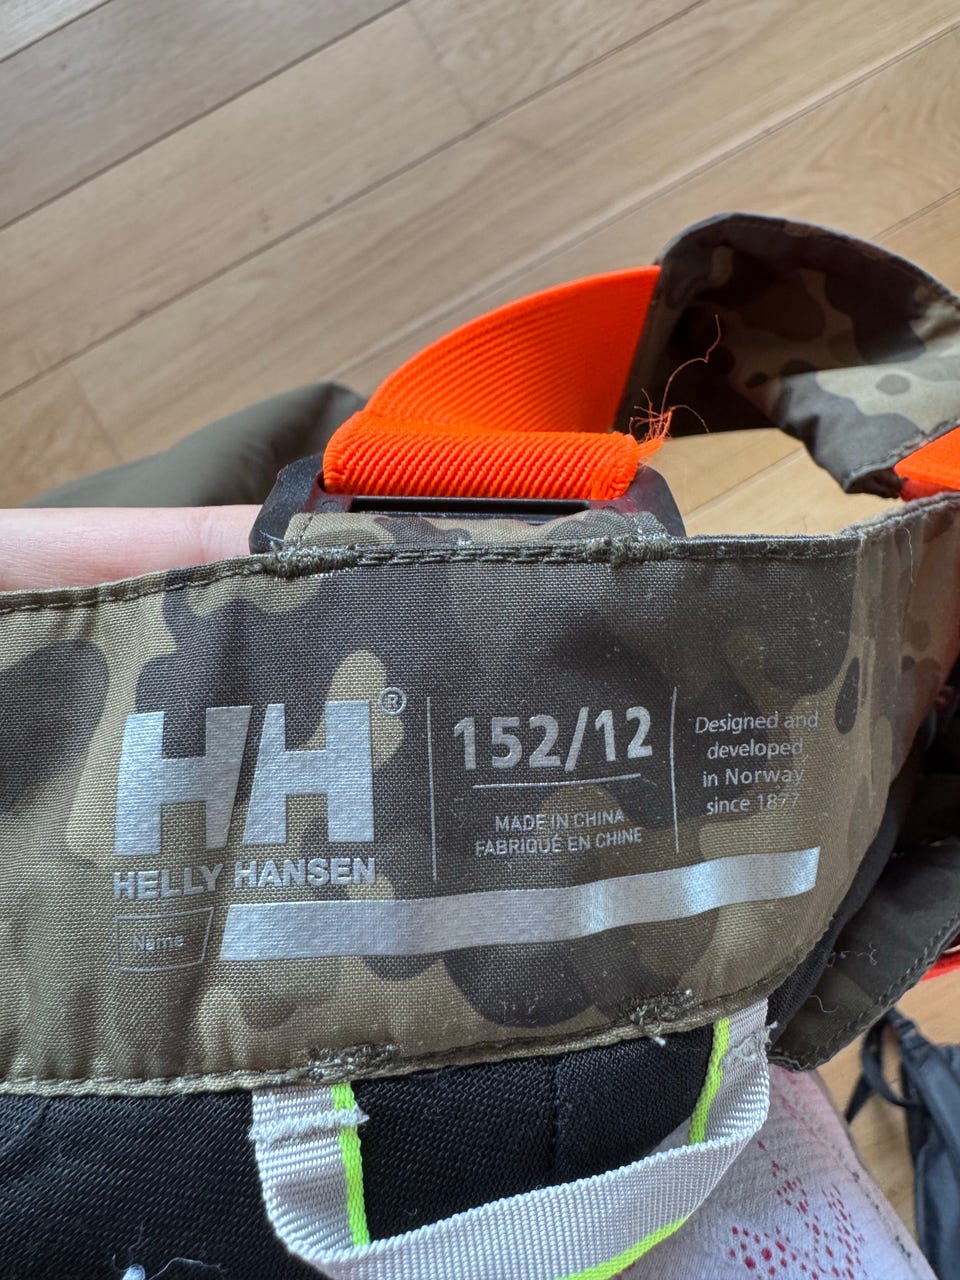 HH®
HELLY HANSEN
Name
152/12
MADE IN CHINA
FABRIQUÉ EN CHINE
Designed and
developed
in Norway
since 1877